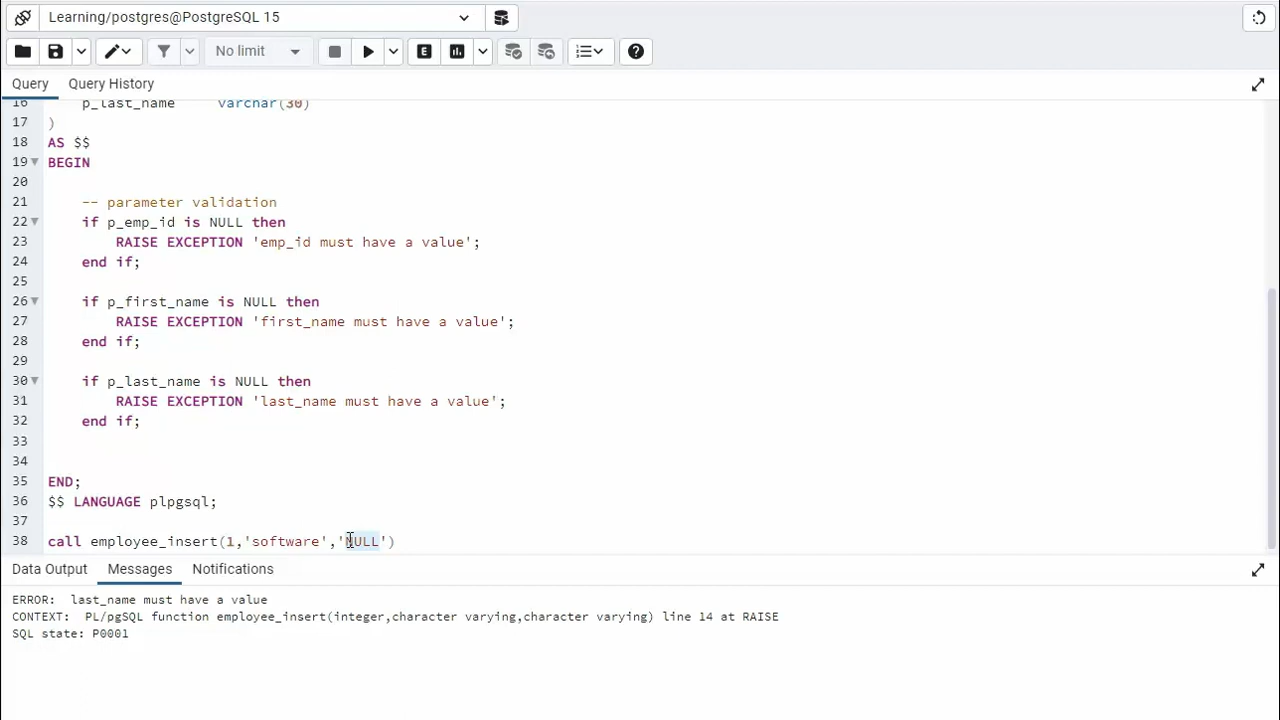 Learning/postgres@PostgreSQL 15
No limit
E
Query Query History
16 p_last_name varchar(30)
17 )
18 AS $$
19 BEGIN
20
21 -- parameter validation
22 if p_emp_id is NULL then
23 RAISE EXCEPTION 'emp_id must have a value';
24 end if;
25
26 if p_first_name is NULL then
27 RAISE EXCEPTION 'first_name must have a value';
28 end if;
29
30 if p_last_name is NULL then
31 RAISE EXCEPTION 'last_name must have a value';
32 end if;
33
34
35 END;
36 $$ LANGUAGE plpgsql;
37
38 call employee_insert(1,'software','NULL')
Data Output Messages Notifications
ERROR: last_name must have a value
CONTEXT: PL/pgSQL function employee_insert(integer,character varying,character varying) line 14 at RAISE
SQL state: P0001